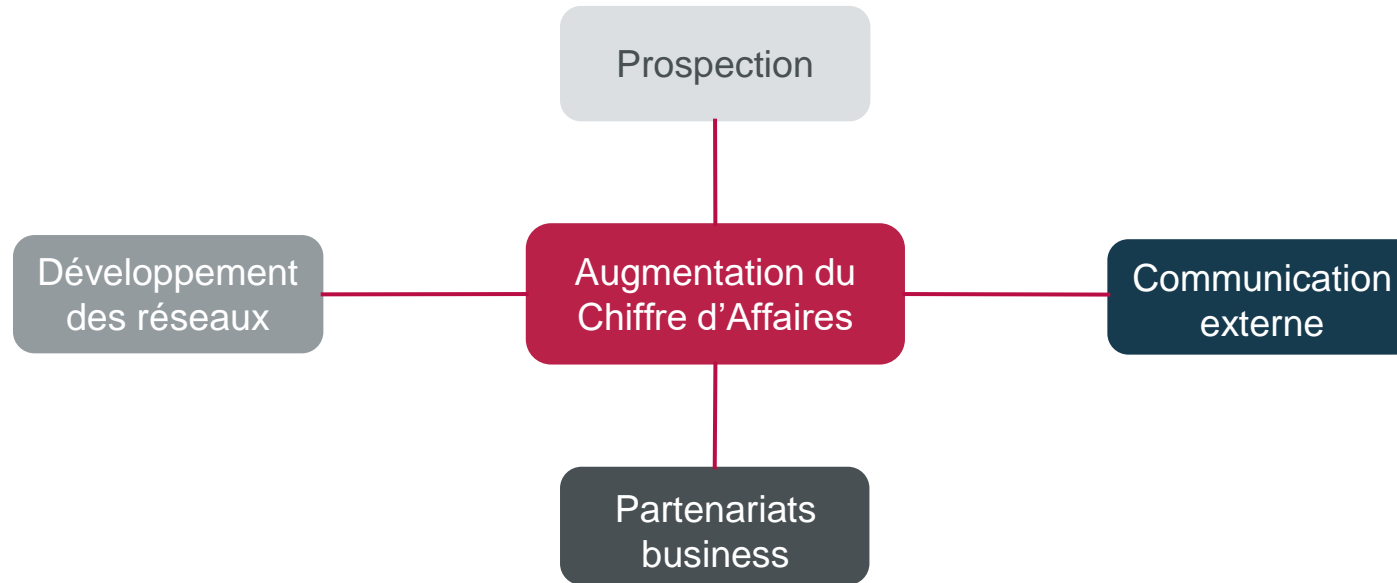 Prospection
Développement
des réseaux
Augmentation du
Chiffre d’Affaires
Communication
externe
Partenariats
business